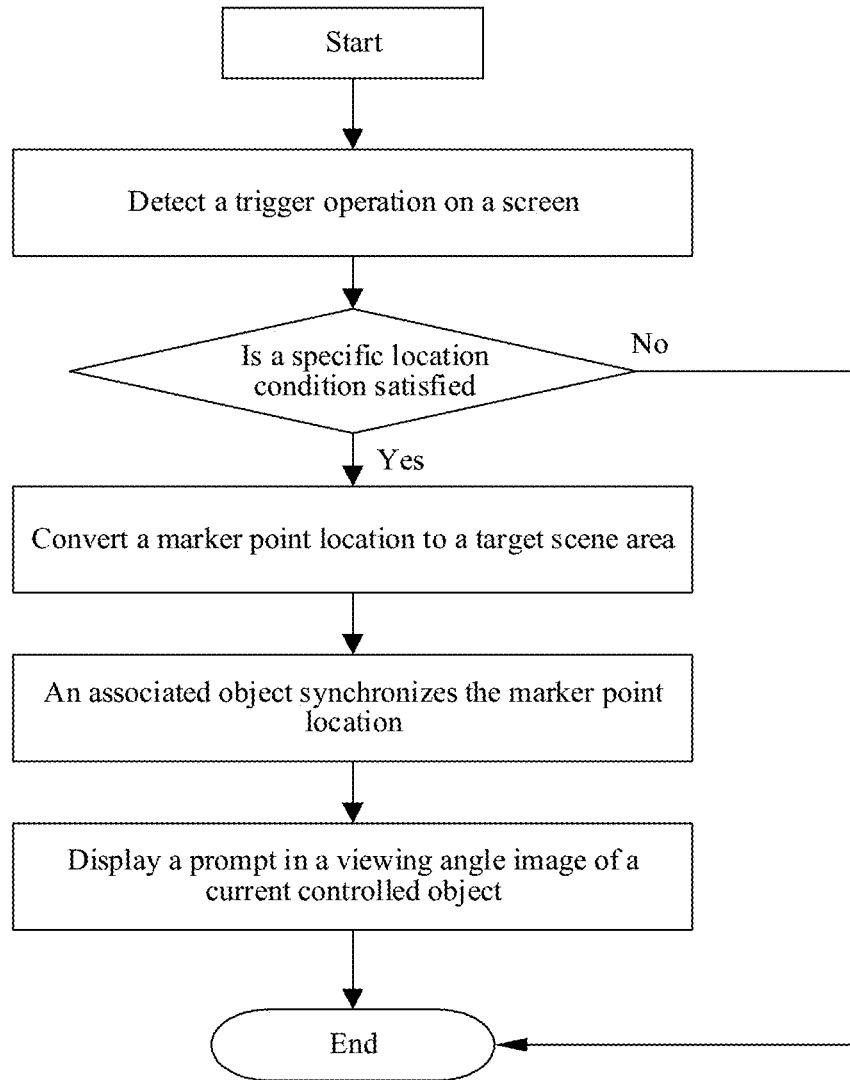 Start
Detect a trigger operation on a screen
Is a specific location
condition satisfied
No
Yes
Convert a marker point location to a target scene area
An associated object synchronizes the marker point
location
Display a prompt in a viewing angle image of a
current controlled object
End